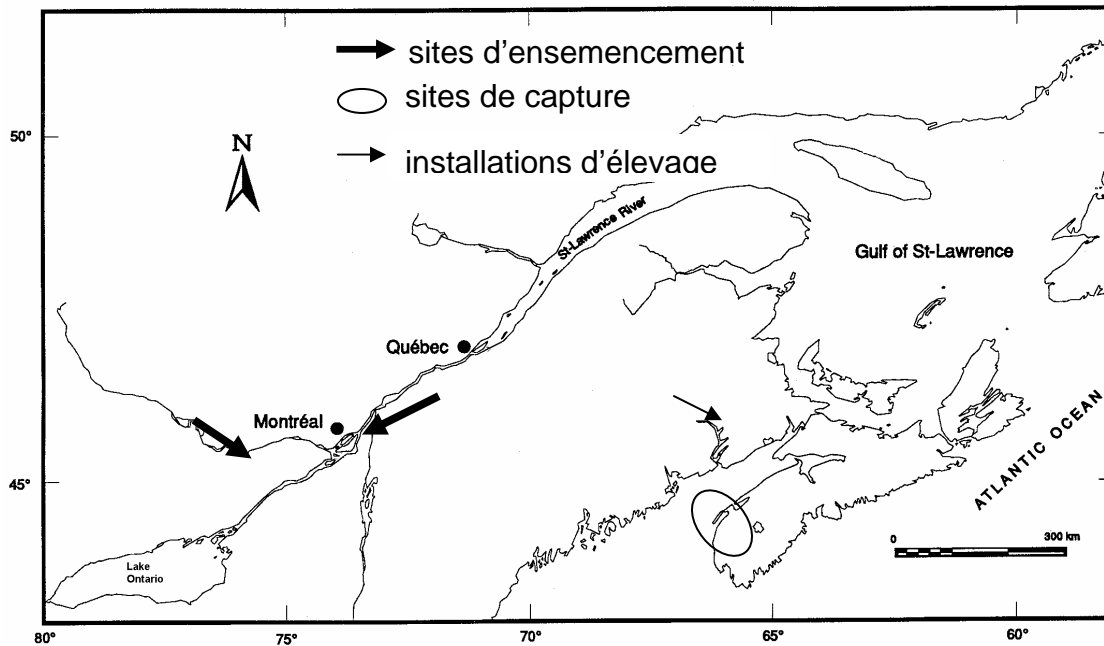 sites d'ensemencement
sites de capture
installations d'élevage
50°
N
St-Lawrence River
Gulf of St-Lawrence
Québec
Montréal
45°
ATLANTIC OCEAN
0 300 km
Lake
Ontario
80° 75° 70° 65° 60°